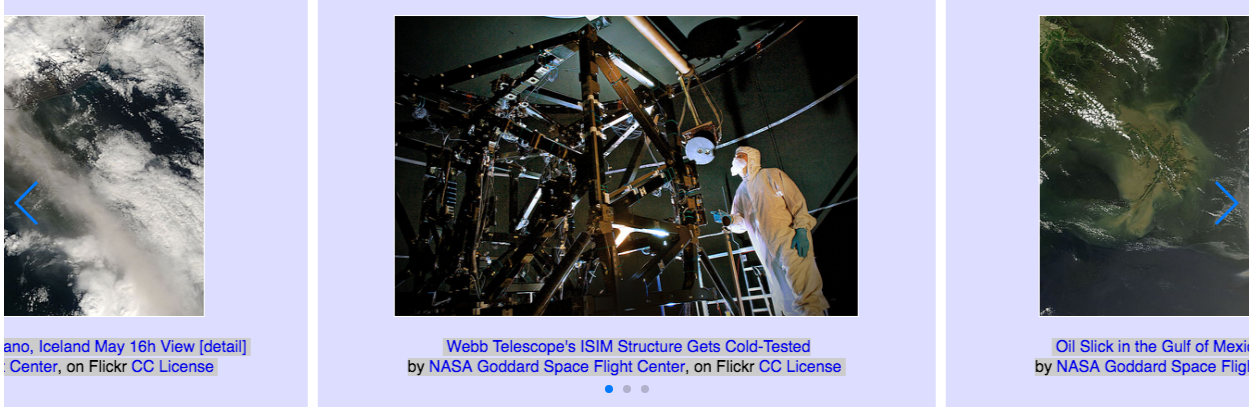 ano, Iceland May 16h View [detail]
Center, on Flickr CC License
Webb Telescope's ISIM Structure Gets Cold-Tested
by NASA Goddard Space Flight Center, on Flickr CC License
Oil Slick in the Gulf of Mexic
by NASA Goddard Space Fligh